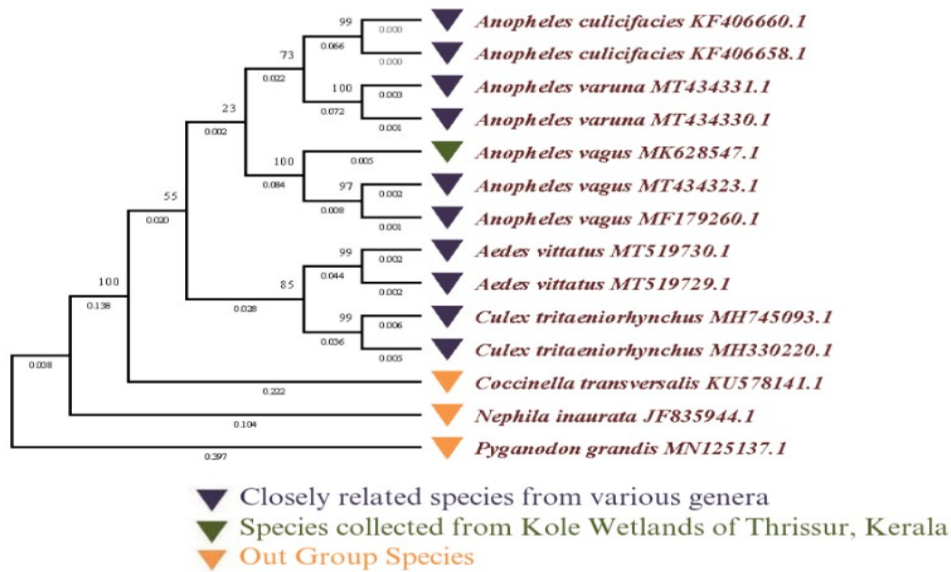 99
0.000
Anopheles culicifacies KF406660.1
0.066
73
0.000
Anopheles culicifacies KF406658.1
0.022
100
0.003
Anopheles varuna MT434331.1
23
0.072
0.001
Anopheles varuna MT434330.1
0.002
100
0.005
Anopheles vagus MK628547.1
0.084
97
0.002
Anopheles vagus MT434323.1
55
0.008
0.001
Anopheles vagus MF179260.1
0.020
99
0.002
Aedes vittatus MT519730.1
0.044
85
0.002
Aedes vittatus MT519729.1
100
0.028
99
0.006
Culex tritaeniorhynchus MH745093.1
0.138
0.036
0.005
Culex tritaeniorhynchus MH330220.1
0.038
0.222
Coccinella transversalis KU578141.1
0.104
Nephila inaurata JF835944.1
0.397
Pyganodon grandis MN125137.1
Closely related species from various genera
Species collected from Kole Wetlands of Thrissur, Kerala
Out Group Species